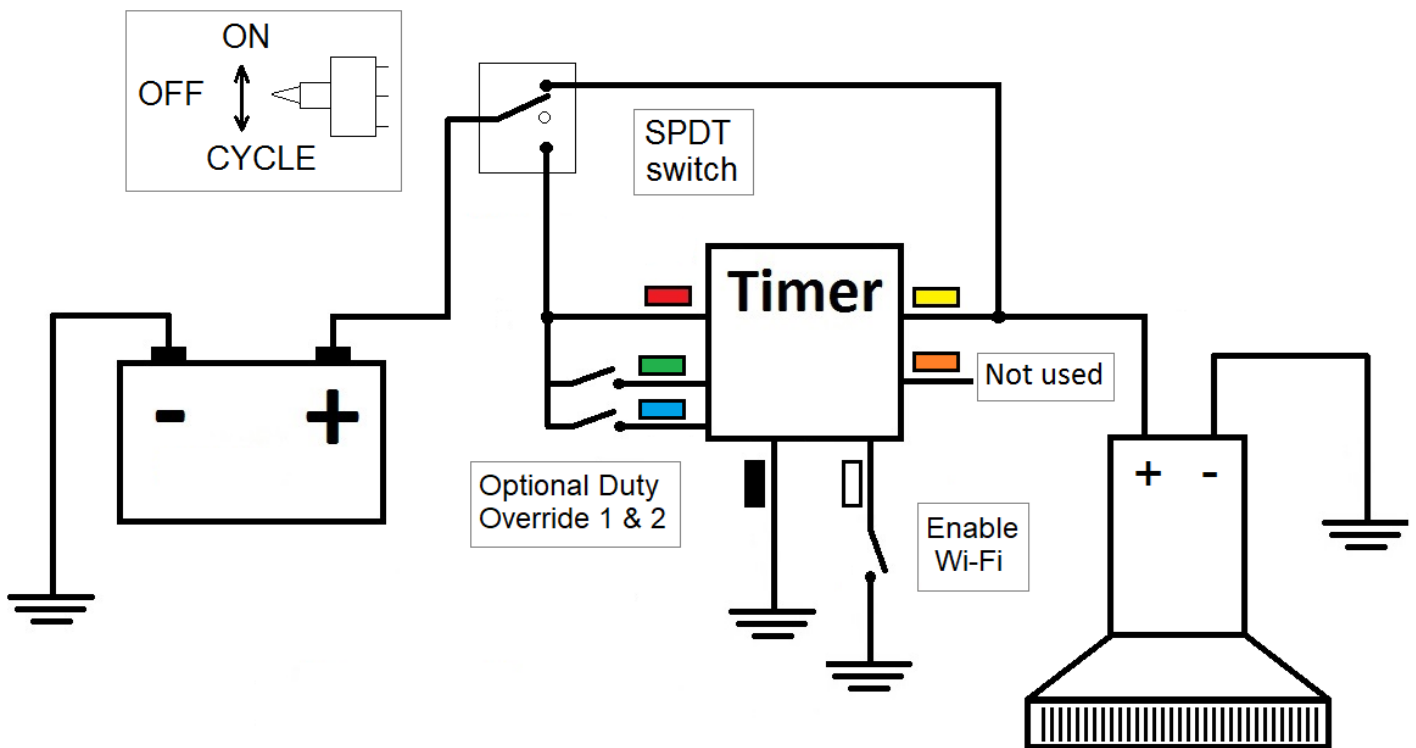 ON
OFF
CYCLE
SPDT
switch
Timer
Not used
- +
Optional Duty
Override 1 & 2
Enable
Wi-Fi
+ -